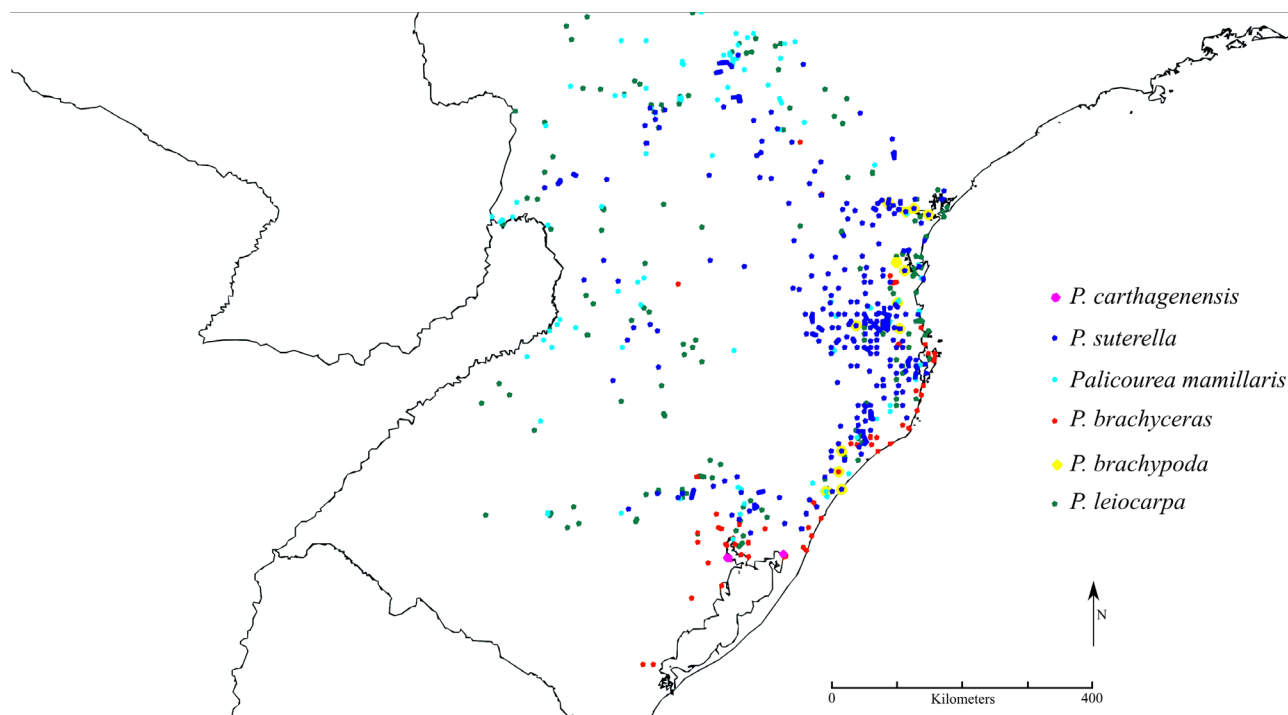 P. carthagenensis
P. suterella
Palicourea mamillaris
P. brachyceras
P. brachypoda
P. leiocarpa
N
0 Kilometers 400